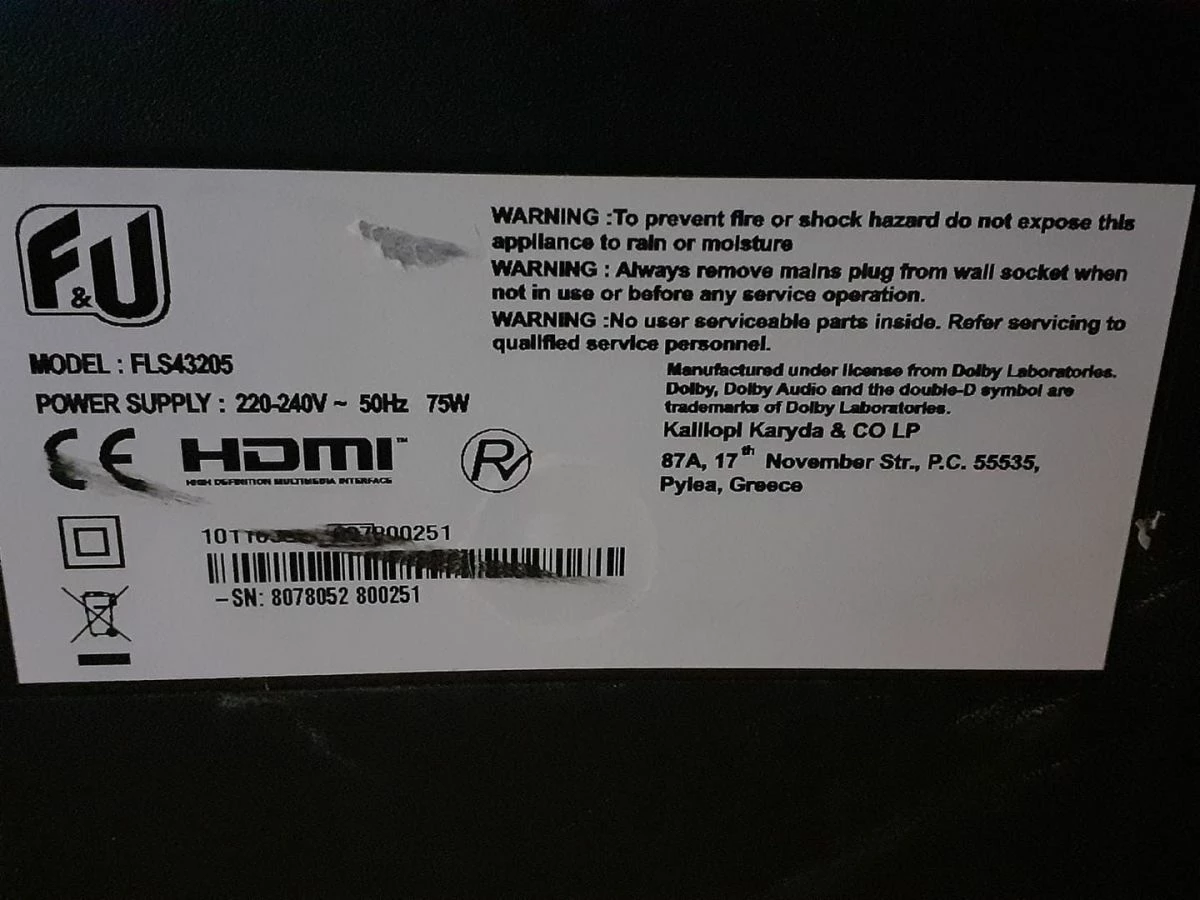 F&U
MODEL : FLS43205
POWER SUPPLY : 220-240V ~ 50Hz 75W
CE HDMI™
HIGH DEFINITION MULTIMEDIA INTERFACE
WARNING :To prevent fire or shock hazard do not expose this
appliance to rain or moisture
WARNING : Always remove mains plug from wall socket when
not in use or before any service operation.
WARNING :No user serviceable parts inside. Refer servicing to
qualified service personnel.
Manufactured under license from Dolby Laboratories.
Dolby, Dolby Audio and the double-D symbol are
trademarks of Dolby Laboratories.
Kalliopi Karyda & CO LP
87A, 17th November Str., P.C. 55535,
Pylea, Greece
–SN: 8078052 800251